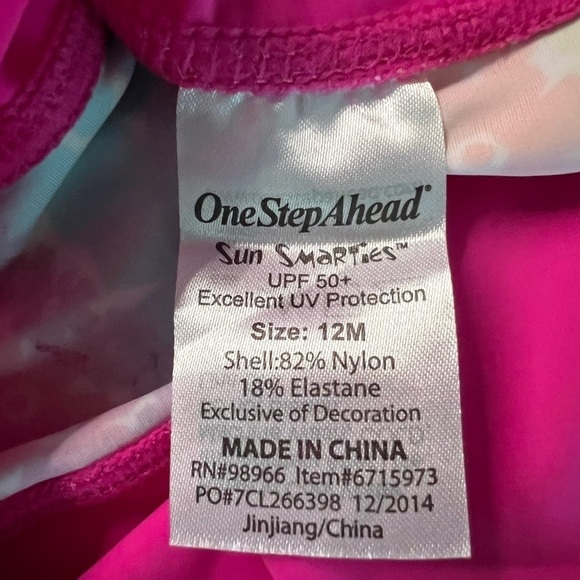 OneStepAhead®
Sun Smarties™
UPF 50+
Excellent UV Protection
Size: 12M
Shell:82% Nylon
18% Elastane
Exclusive of Decoration
MADE IN CHINA
RN#98966 Item#6715973
PO#7CL266398 12/2014
Jinjiang/China